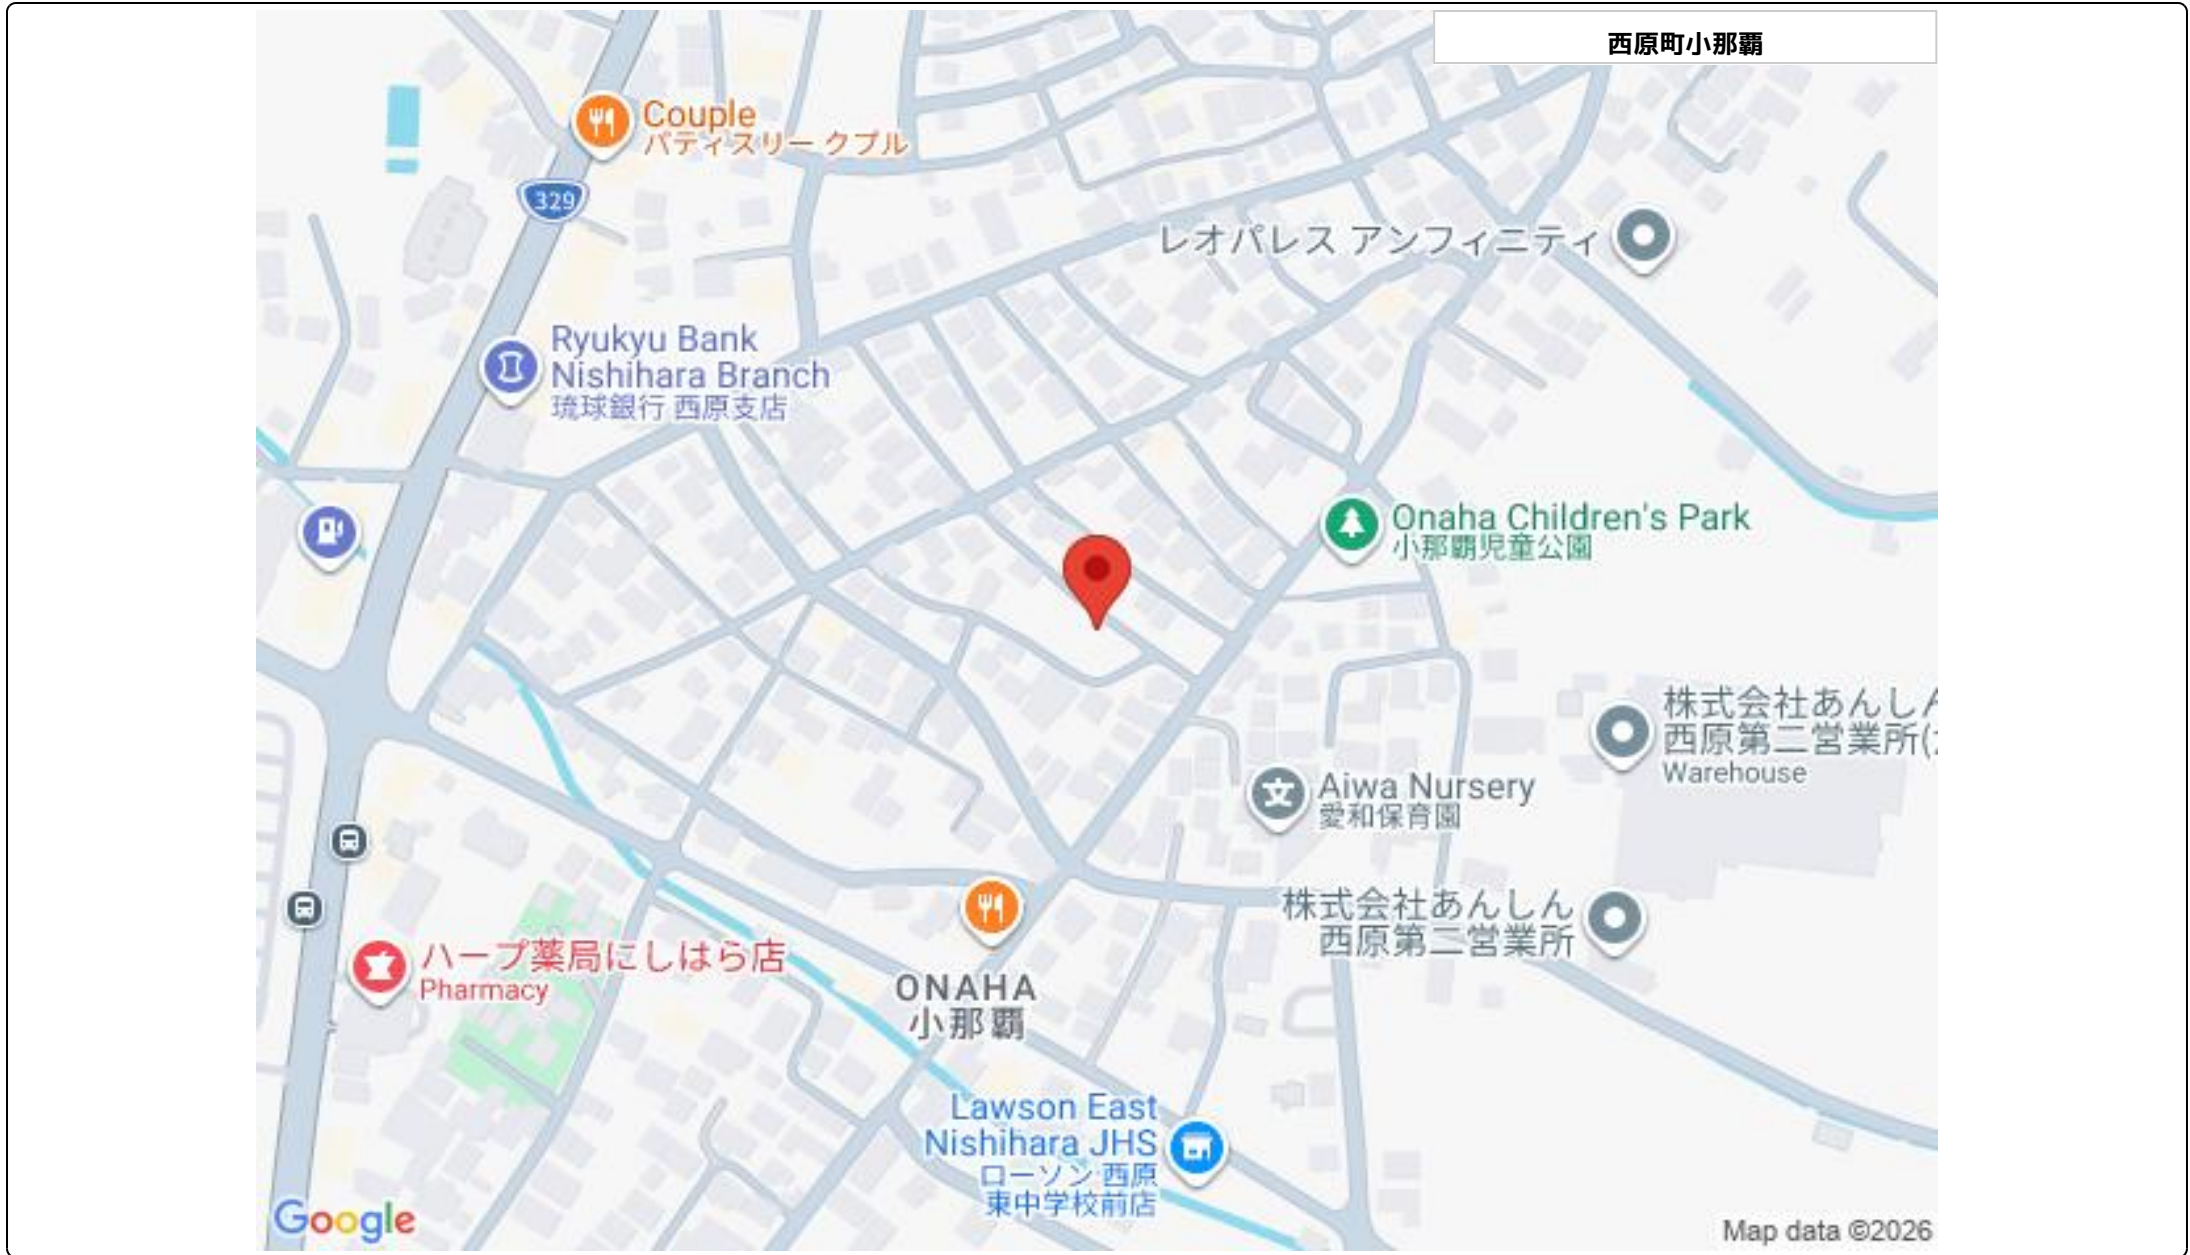 西原町小那覇
Couple
パティスリー クプル
329
レオパレス アンフィニティ
Ryukyu Bank
Nishihara Branch
琉球銀行 西原支店
Onaha Children's Park
小那覇児童公園
株式会社あんしん
西原第二営業所(
Warehouse
Aiwa Nursery
愛和保育園
株式会社あんしん
西原第二営業所
ハープ薬局にしはら店
Pharmacy
ONAHA
小那覇
Lawson East
Nishihara JHS
ローソン 西原
東中学校前店
Google
Map data ©2026